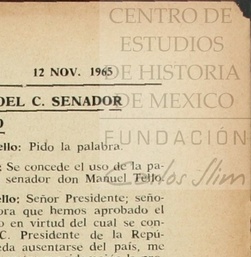 CENTRO DE
ESTUDIOS
DE HISTORIA
DE MEXICO
FUNDACIÓN
Carlos Slim
12 NOV. 1965
DEL C. SENADOR
O
ello: Pido la palabra.
: Se concede el uso de la pa-
senador don Manuel Tello.
ello: Señor Presidente; seño-
ora que hemos aprobado el
o en virtud del cual se con-
C. Presidente de la Repú-
eda ausentarse del país, me